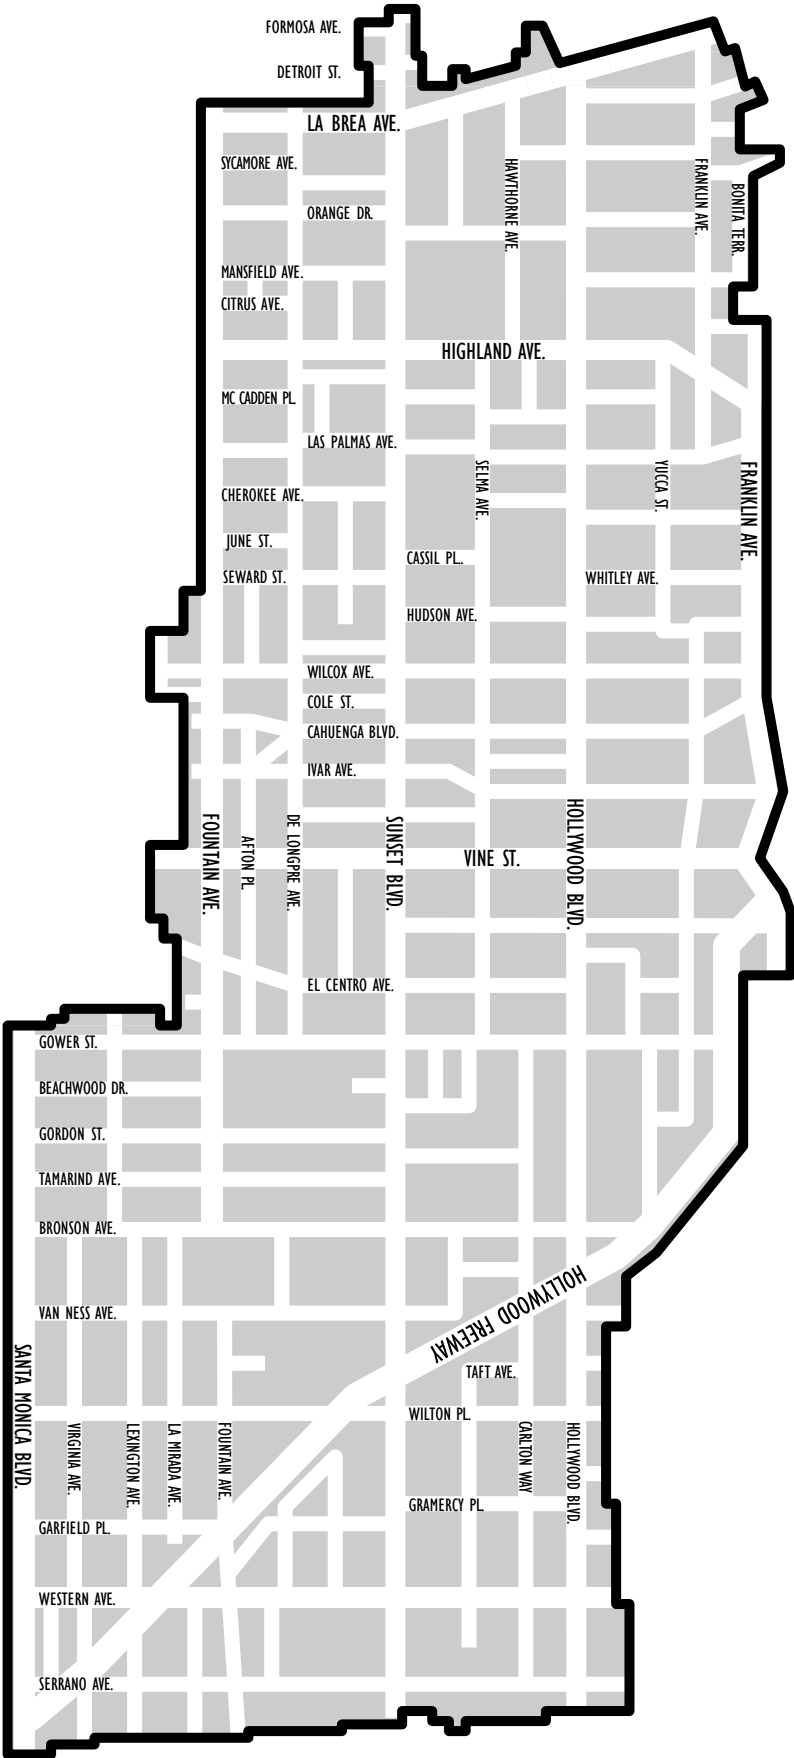 FORMOSA AVE.
DETROIT ST.
LA BREA AVE.
SYCAMORE AVE.
HAWTHORNE AVE.
FRANKLIN AVE.
BONITA TERR.
ORANGE DR.
MANSFIELD AVE.
CITRUS AVE.
HIGHLAND AVE.
MC CADDEN PL.
LAS PALMAS AVE.
SELMA AVE.
YUCCA ST.
FRANKLIN AVE.
CHEROKEE AVE.
JUNE ST.
CASSIL PL..
SEWARD ST.
WHITLEY AVE.
HUDSON AVE.
WILCOX AVE.
COLE ST.
CAHUENGA BLVD.
IVAR AVE.
FOUNTAIN AVE.
AFTON PL.
DE LONGPRE AVE.
SUNSET BLVD.
VINE ST.
HOLLYWOOD BLVD.
EL CENTRO AVE.
GOWER ST.
BEACHWOOD DR.
GORDON ST.
TAMARIND AVE.
BRONSON AVE.
HOLLYWOOD FREEWAY
VAN NESS AVE.
SANTA MONICA BLVD.
TAFT AVE.
WILTON PL.
VIRGINIA AVE.
LEXINGTON AVE.
LA MIRADA AVE.
FOUNTAIN AVE.
CARLTON WAY
HOLLYWOOD BLVD.
GRAMERCY PL.
GARFIELD PL.
WESTERN AVE.
SERRANO AVE.